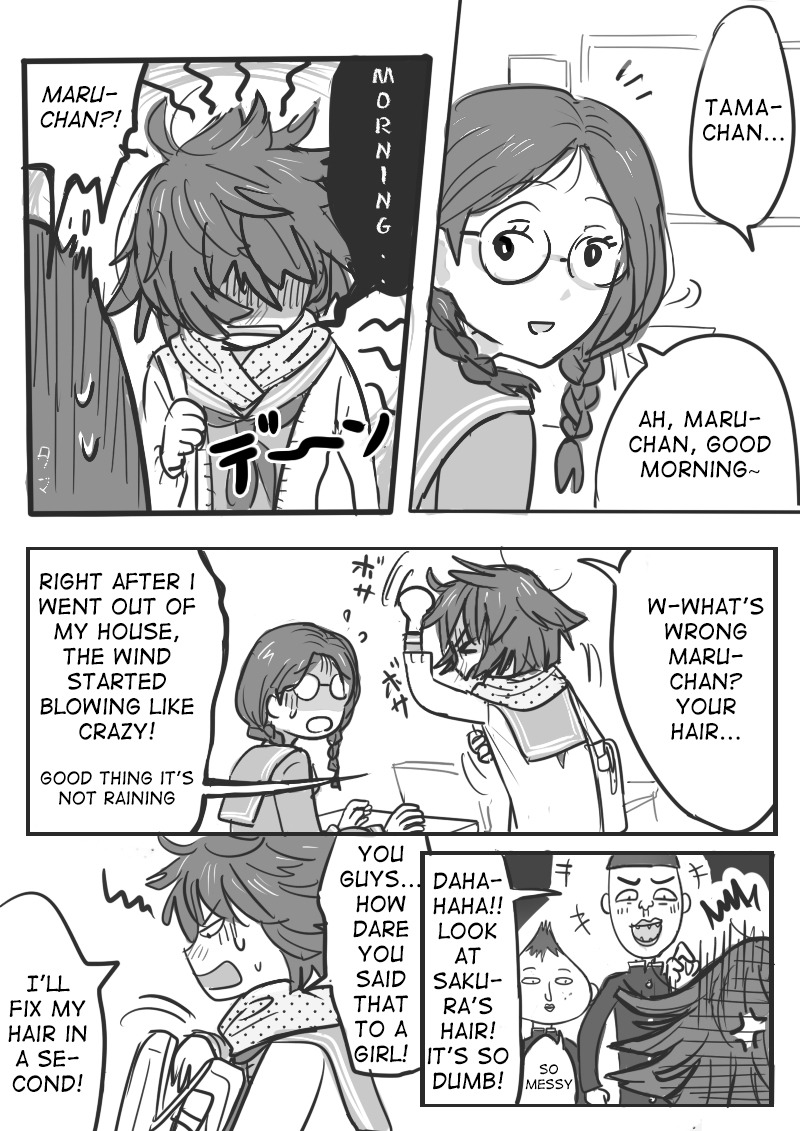 TAMA-
CHAN...
AH, MARU-
CHAN, GOOD
MORNING~
MORNING...
MARU-
CHAN?!
デーン
タマ
W-WHAT'S
WRONG
MARU-
CHAN?
YOUR
HAIR...
ボサ
ボサ
RIGHT AFTER I
WENT OUT OF
MY HOUSE,
THE WIND
STARTED
BLOWING LIKE
CRAZY!
GOOD THING IT'S
NOT RAINING
DAHA-
HAHA!!
LOOK
AT
SAKU-
RA'S
HAIR!
IT'S SO
DUMB!
SO
MESSY
YOU
GUYS...
HOW
DARE
YOU
SAID
THAT
TO A
GIRL!
I'LL
FIX MY
HAIR IN
A SE-
COND!